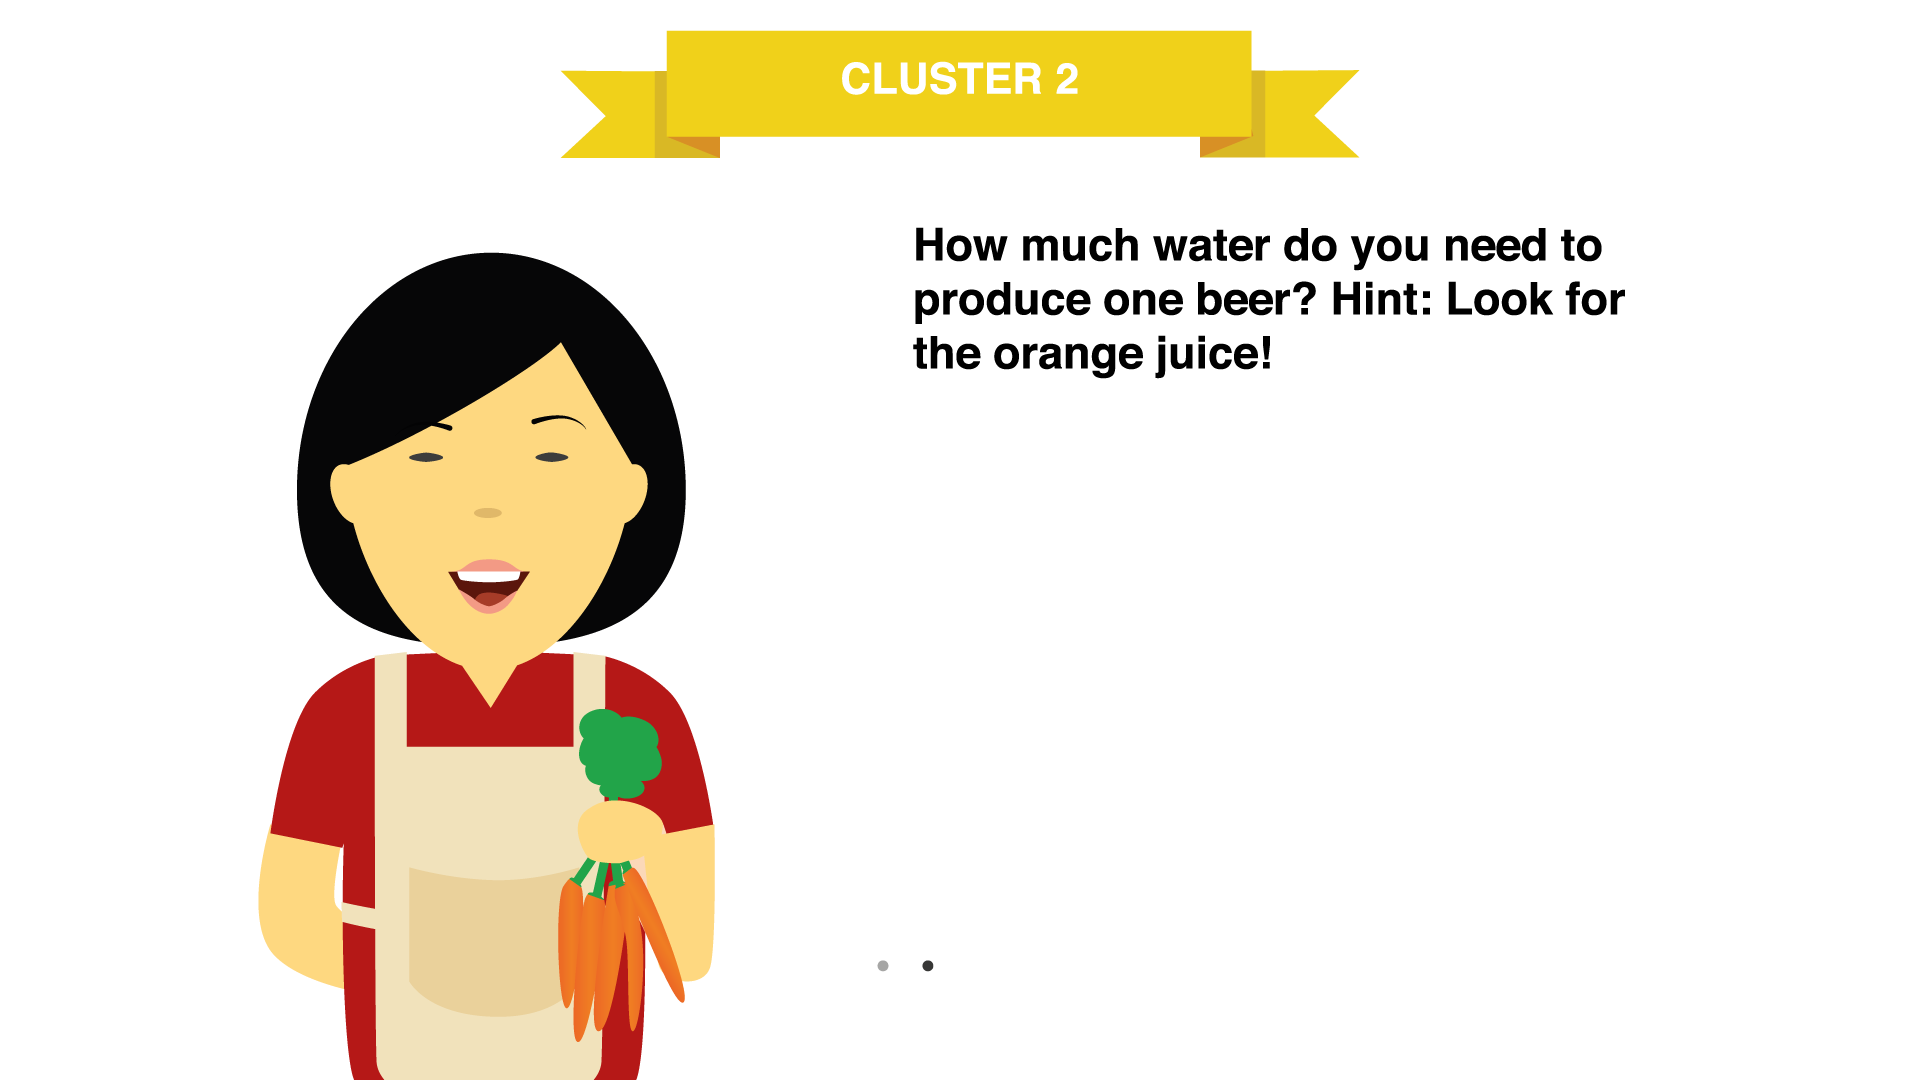 CLUSTER 2
How much water do you need to
produce one beer? Hint: Look for
the orange juice!